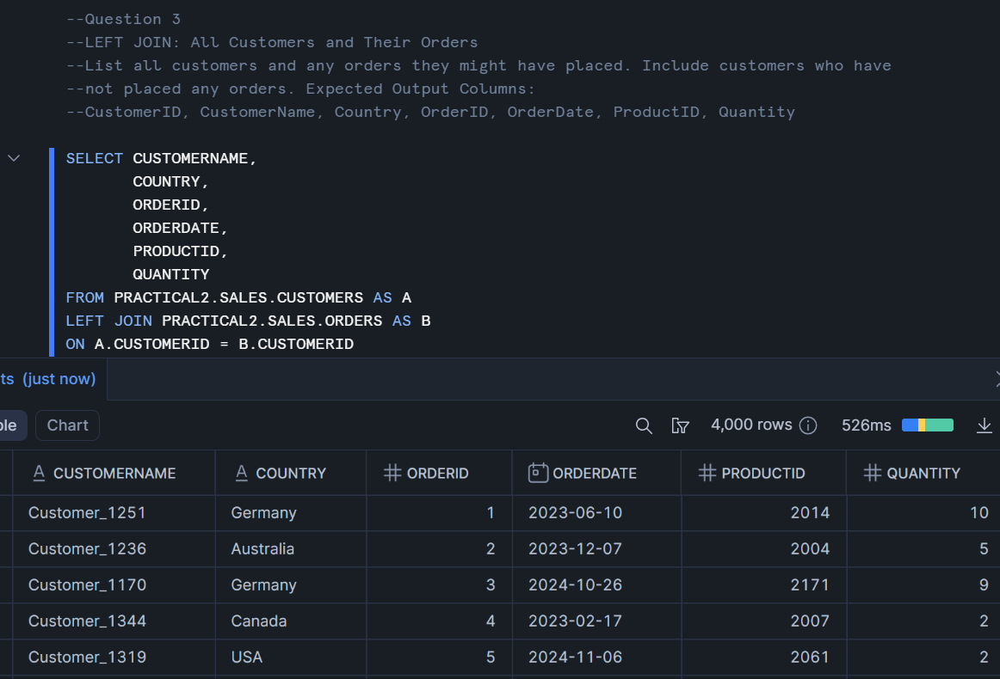 --Question 3
--LEFT JOIN: All Customers and Their Orders
--List all customers and any orders they might have placed. Include customers who have
--not placed any orders. Expected Output Columns:
--CustomerID, CustomerName, Country, OrderID, OrderDate, ProductID, Quantity
SELECT CUSTOMERNAME,
COUNTRY,
ORDERID,
ORDERDATE,
PRODUCTID,
QUANTITY
FROM PRACTICAL2.SALES.CUSTOMERS AS A
LEFT JOIN PRACTICAL2.SALES.ORDERS AS B
ON A.CUSTOMERID = B.CUSTOMERID
ts (just now)
ble Chart 4,000 rows 526ms
CUSTOMERNAME COUNTRY ORDERID ORDERDATE PRODUCTID QUANTITY
Customer_1251 Germany 1 2023-06-10 2014 10
Customer_1236 Australia 2 2023-12-07 2004 5
Customer_1170 Germany 3 2024-10-26 2171 9
Customer_1344 Canada 4 2023-02-17 2007 2
Customer_1319 USA 5 2024-11-06 2061 2